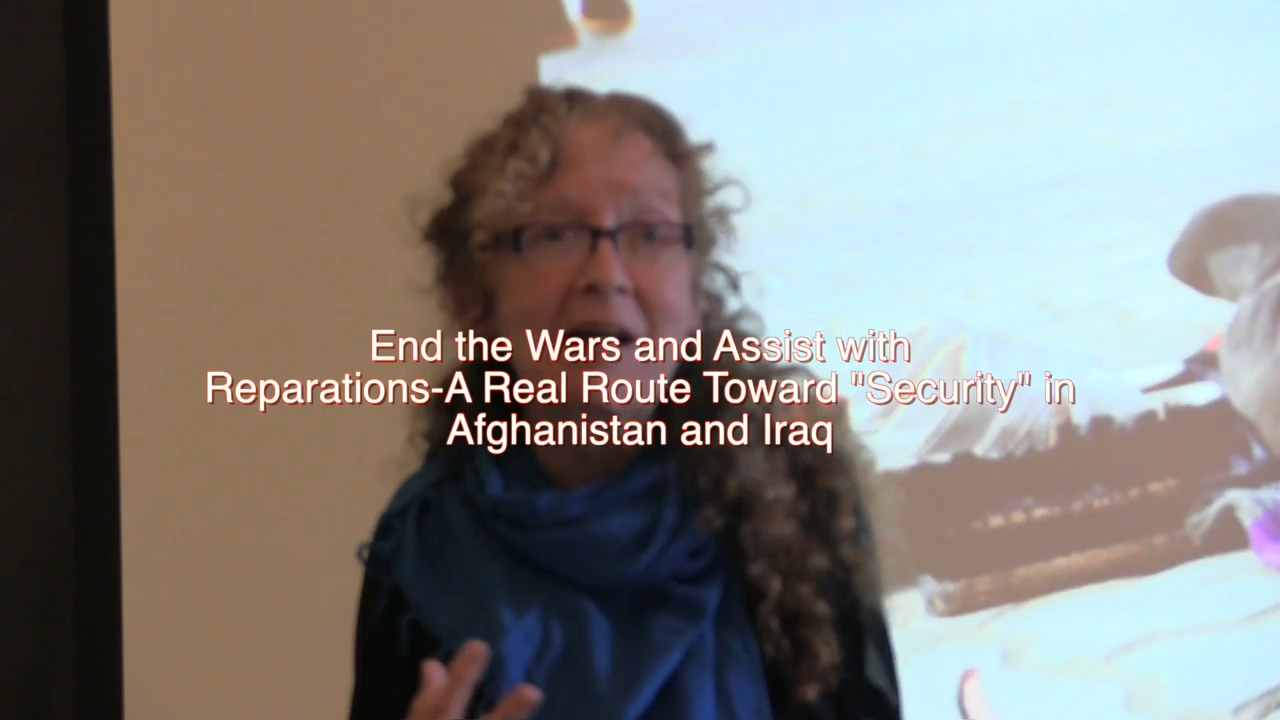 End the Wars and Assist with
Reparations-A Real Route Toward "Security" in
Afghanistan and Iraq